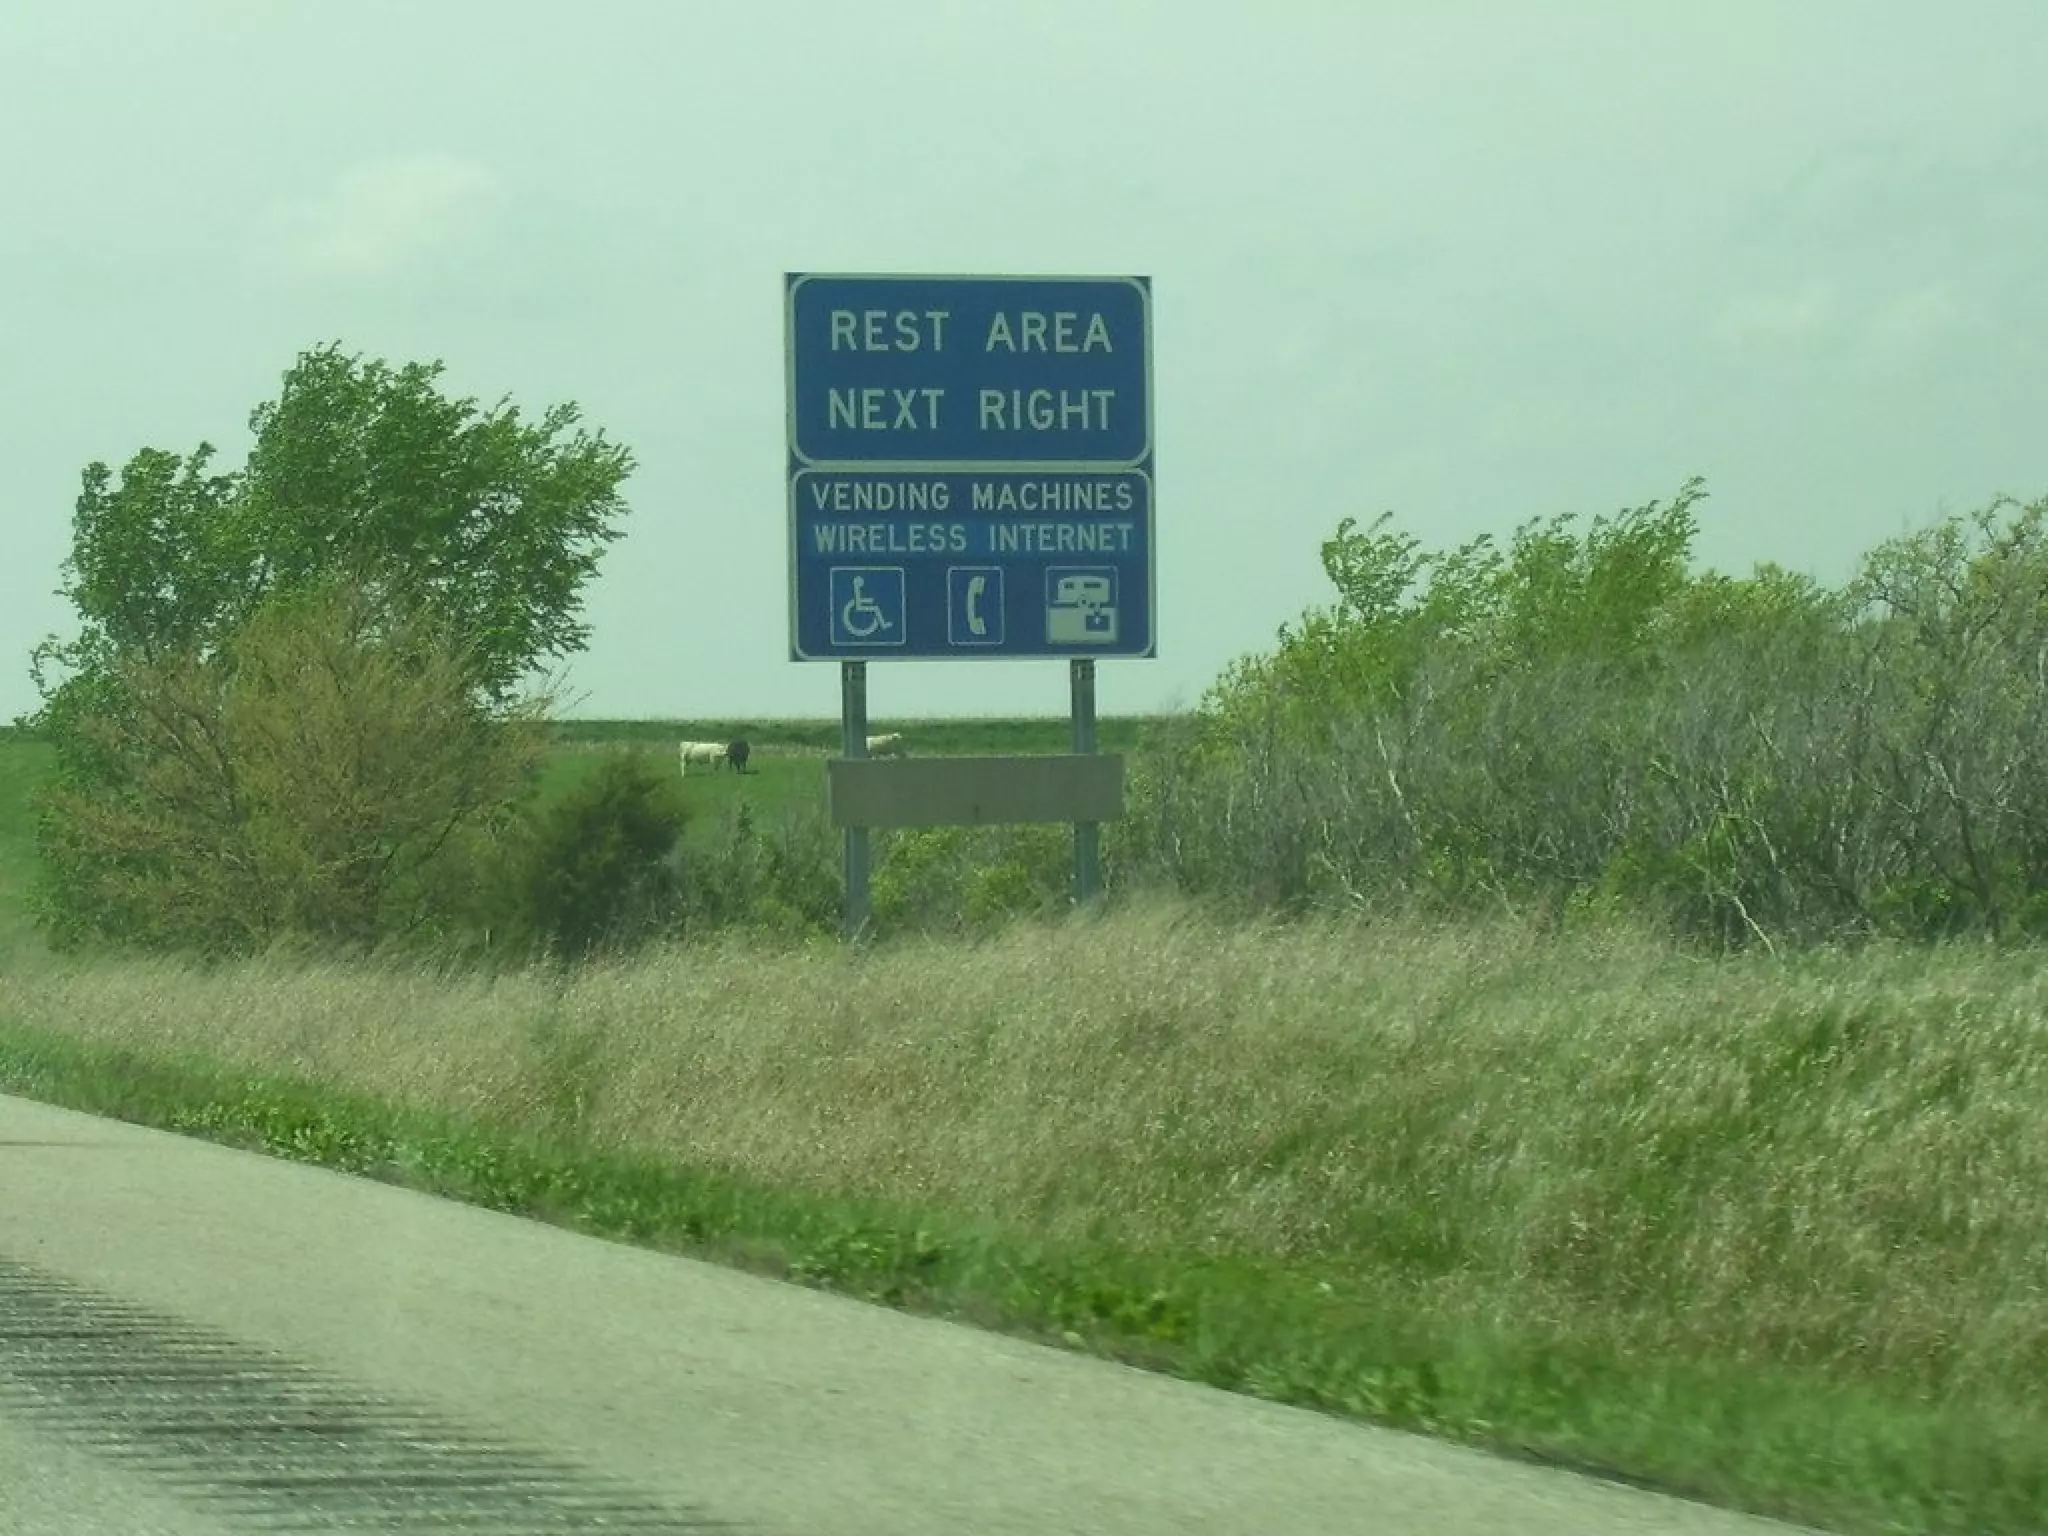 REST AREA
NEXT RIGHT
VENDING MACHINES
WIRELESS INTERNET